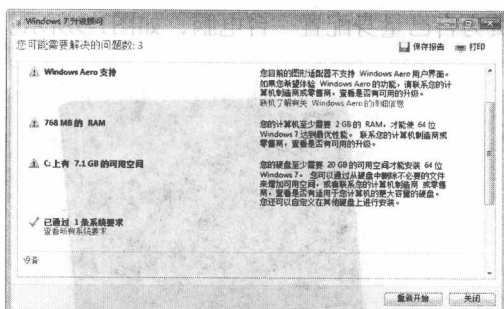 Windows 7 升级顾问
您可能需要解决的问题数: 3
保存报告 打印
Windows Aero 支持
您目前的图形适配器不支持 Windows Aero 用户界面。
如果您希望体验 Windows Aero 的功能，请联系您的计
算机制造商或零售商，查看是否有可用的升级。
联机了解有关 Windows Aero 的详细信息
768 MB 的 RAM
您的计算机至少需要 2 GB 的 RAM，才能使 64 位
Windows 7 达到最优性能。 联系您的计算机制造商或
零售商，查看是否有可用的升级。
C: 上有 7.1 GB 的可用空间
您的硬盘至少需要 20 GB 的可用空间才能安装 64 位
Windows 7。 您可以通过从硬盘中删除不必要的文件
来增加可用空间，或者联系您的计算机制造商 或零售
商，查看是否有适用于您计算机的更大容量的硬盘。
您还可以自定义在其他硬盘上进行安装。
已通过 1 条系统要求
查看所有系统要求
设备
重新开始 关闭